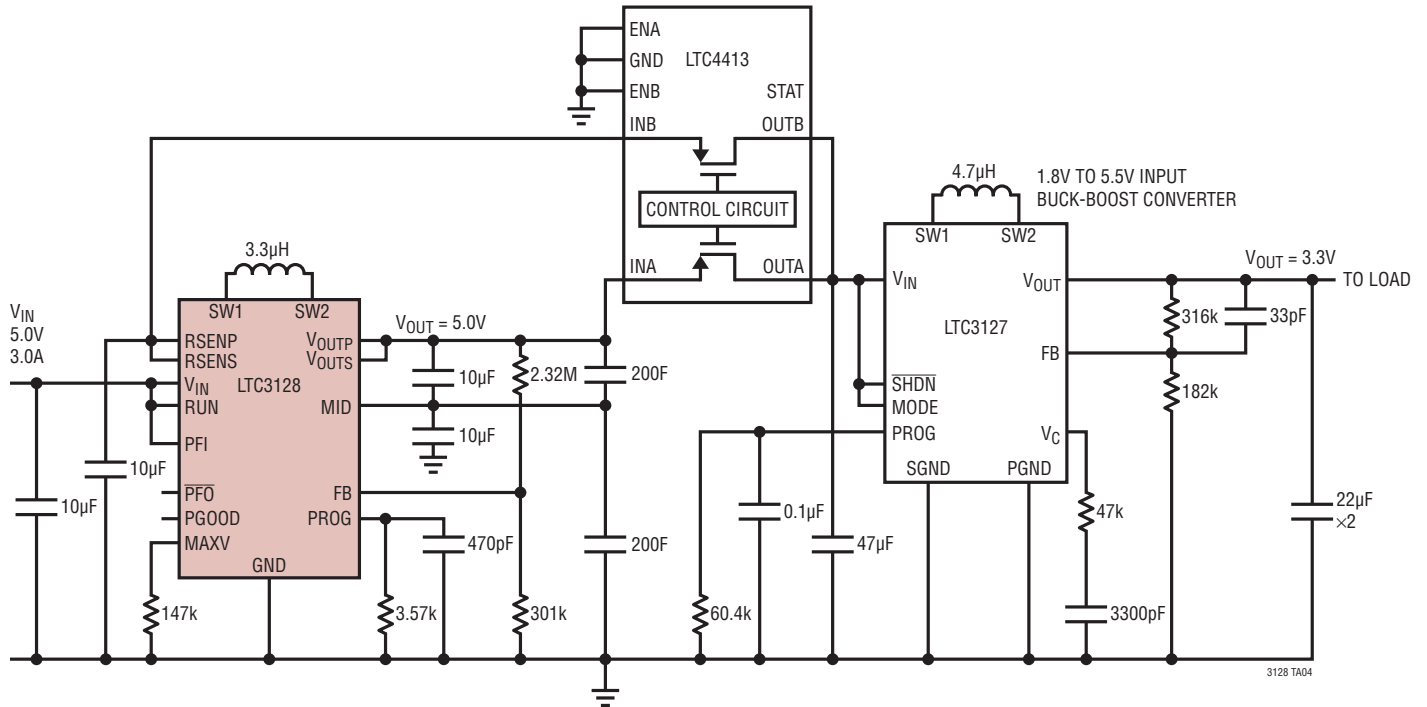 ENA
GND
ENB
LTC4413
STAT
INB
OUTB
CONTROL CIRCUIT
INA
OUTA
4.7µH
1.8V TO 5.5V INPUT
BUCK-BOOST CONVERTER
SW1
SW2
VIN
VOUT
LTC3127
FB
SHDN
MODE
PROG
VC
SGND
PGND
VOUT = 3.3V
TO LOAD
316k
33pF
182k
47k
3300pF
22µF
×2
60.4k
0.1µF
47µF
3.3µH
SW1
SW2
VIN
5.0V
3.0A
RSENP
RSENS
VIN
RUN
PFI
PFO
PGOOD
MAXV
LTC3128
VOUTP
VOUTS
MID
FB
PROG
GND
VOUT = 5.0V
10µF
2.32M
200F
10µF
10µF
10µF
470pF
200F
147k
3.57k
301k
3128 TA04